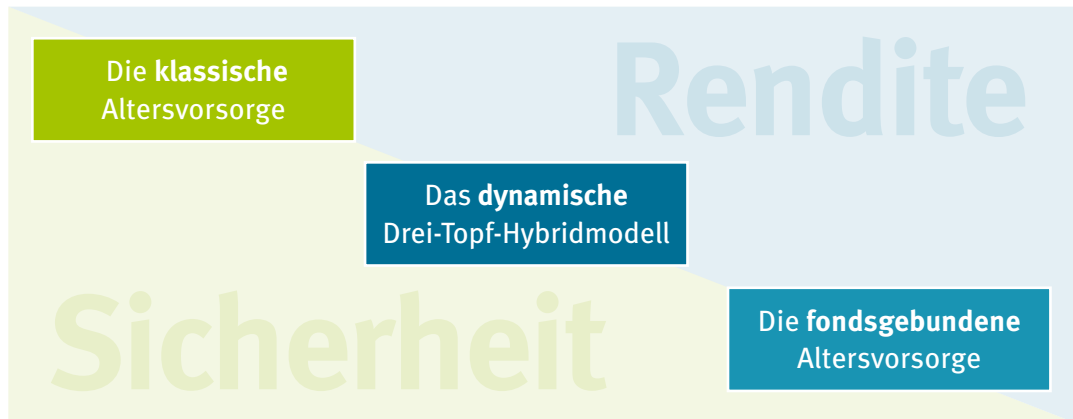 Die klassische
Altersvorsorge
Rendite
Das dynamische
Drei-Topf-Hybridmodell
Sicherheit
Die fondsgebundene
Altersvorsorge